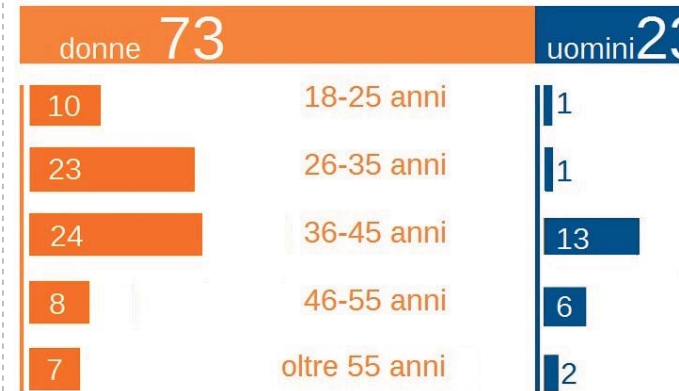 donne 73 uomini 23
10 18-25 anni 1
23 26-35 anni 1
24 36-45 anni 13
8 46-55 anni 6
7 oltre 55 anni 2